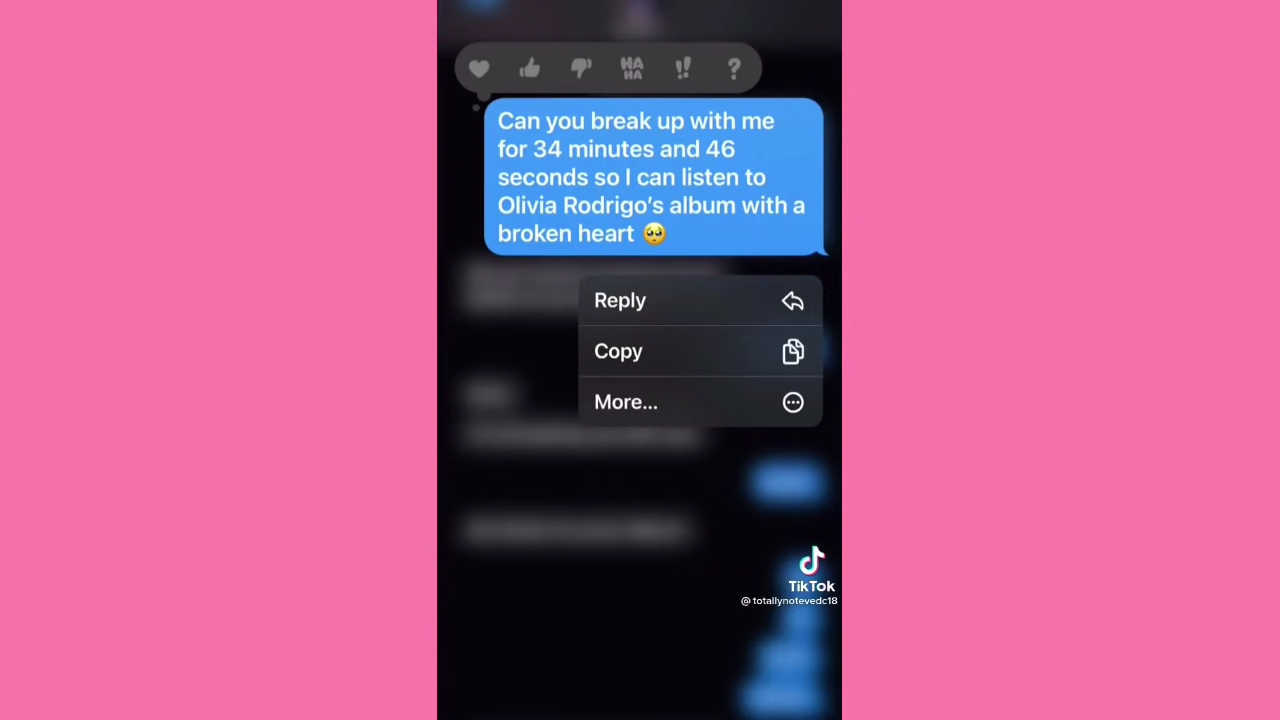 HA
HA
!!
?
Can you break up with me
for 34 minutes and 46
seconds so I can listen to
Olivia Rodrigo's album with a
broken heart 🥺
Reply
Copy
More...
TikTok
@totallynotevedc18